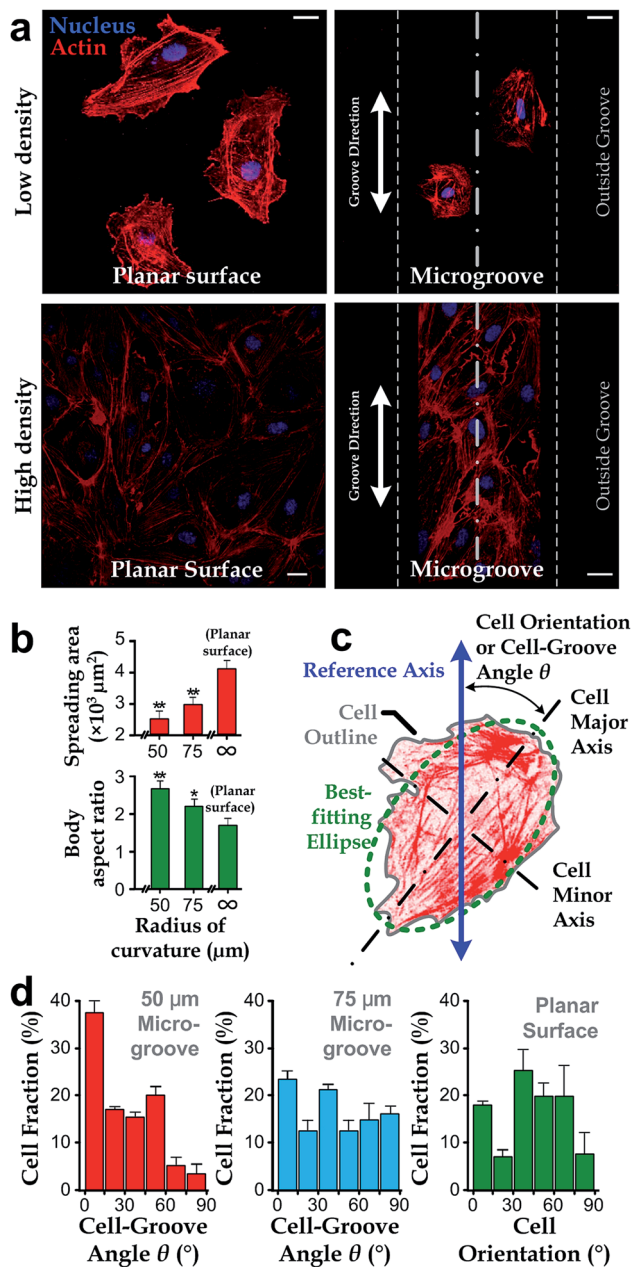 a
Nucleus
Actin
Low density
Planar surface
Groove DIrection
Outside Groove
Microgroove
High density
Planar Surface
Groove DIrection
Outside Groove
Microgroove
b
Spreading area
(×10³ μm²)
5
4
3
2
**
**
(Planar
surface)
50
75
∞
Body
aspect ratio
3
2
1
0
**
*
(Planar
surface)
50
75
∞
Radius of
curvature (μm)
c
Cell Orientation
or Cell-Groove
Angle θ
Reference Axis
Cell
Outline
Cell
Major
Axis
Best-
fitting
Ellipse
Cell
Minor
Axis
d
Cell Fraction (%)
40
30
20
10
0
50 μm
Micro-
groove
0
30
60
90
Cell-Groove
Angle θ (°)
Cell Fraction (%)
40
30
20
10
0
75 μm
Micro-
groove
0
30
60
90
Cell-Groove
Angle θ (°)
Cell Fraction (%)
40
30
20
10
0
Planar
Surface
0
30
60
90
Cell
Orientation (°)